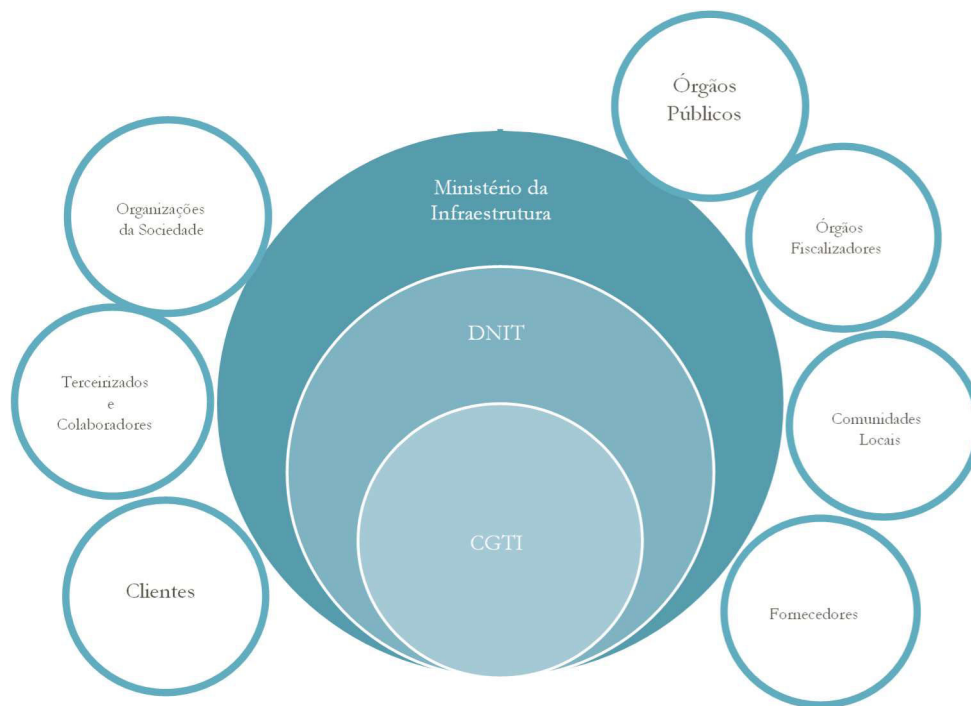 Órgãos
Públicos
Ministério da
Infraestrutura
Organizações
da Sociedade
Órgãos
Fiscalizadores
DNIT
Terceirizados
e
Colaboradores
Comunidades
Locais
CGTI
Clientes
Fornecedores